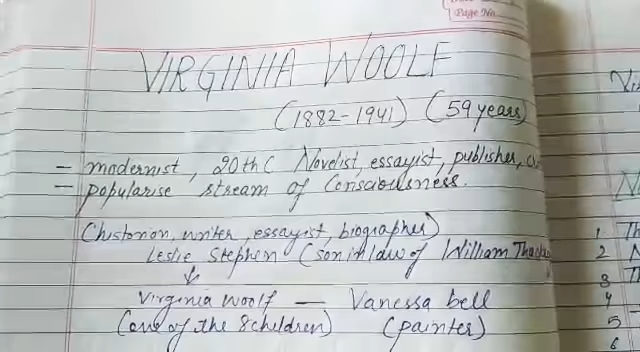 Page No.
VIRGINIA WOOLF
(1882-1941) (59 years)
- modernist, 20th C Novelist, essayist, publisher,
- popularise stream of Consciousness.
(historian, writer, essayist, biographer)
Leslie Stephen (son in law of William
↓
Virginia Woolf — Vanessa bell
(one of the 8 children) (painter)
1
2
3
4
5
6